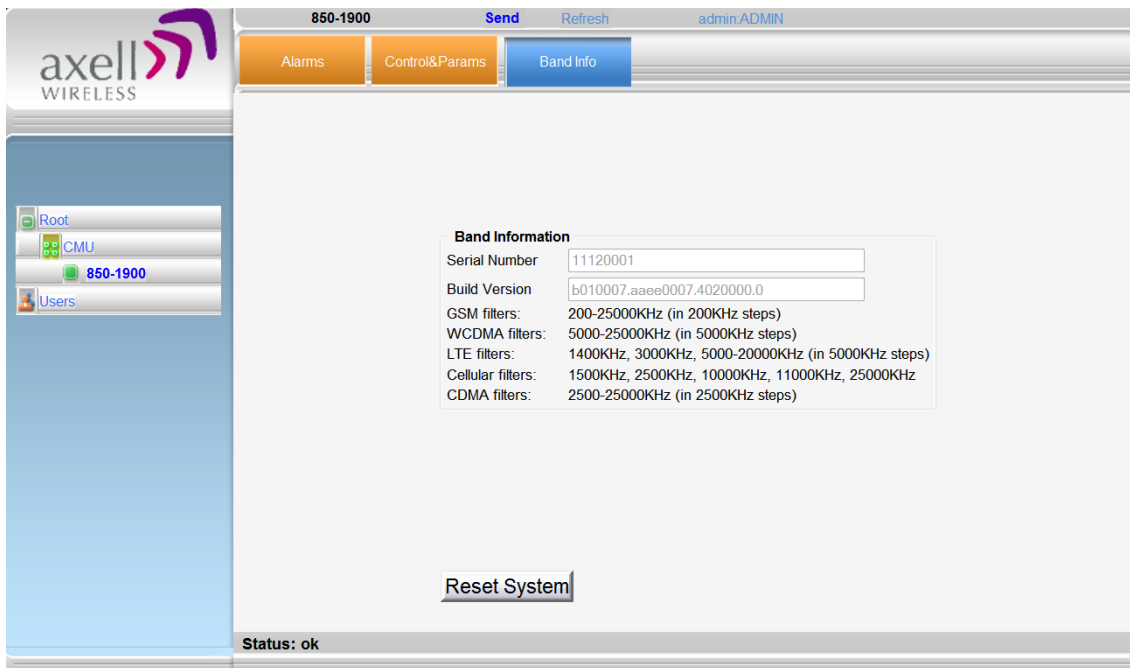 850-1900 Send Refresh admin:ADMIN
axell
WIRELESS
Alarms Control&Params Band Info
Root
CMU
850-1900
Users
Band Information
Serial Number 11120001
Build Version b010007.aaee0007.4020000.0
GSM filters: 200-25000KHz (in 200KHz steps)
WCDMA filters: 5000-25000KHz (in 5000KHz steps)
LTE filters: 1400KHz, 3000KHz, 5000-20000KHz (in 5000KHz steps)
Cellular filters: 1500KHz, 2500KHz, 10000KHz, 11000KHz, 25000KHz
CDMA filters: 2500-25000KHz (in 2500KHz steps)
Reset System
Status: ok